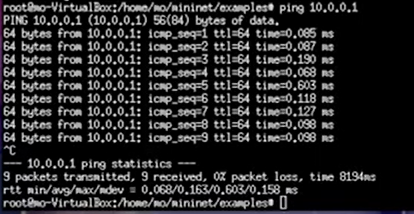 root@mo-VirtualBox:/home/mo/mininet/examples# ping 10.0.0.1
PING 10.0.0.1 (10.0.0.1) 56(84) bytes of data.
64 bytes from 10.0.0.1: icmp_seq=1 ttl=64 time=0.085 ms
64 bytes from 10.0.0.1: icmp_seq=2 ttl=64 time=0.087 ms
64 bytes from 10.0.0.1: icmp_seq=3 ttl=64 time=0.190 ms
64 bytes from 10.0.0.1: icmp_seq=4 ttl=64 time=0.068 ms
64 bytes from 10.0.0.1: icmp_seq=5 ttl=64 time=0.603 ms
64 bytes from 10.0.0.1: icmp_seq=6 ttl=64 time=0.118 ms
64 bytes from 10.0.0.1: icmp_seq=7 ttl=64 time=0.127 ms
64 bytes from 10.0.0.1: icmp_seq=8 ttl=64 time=0.098 ms
64 bytes from 10.0.0.1: icmp_seq=9 ttl=64 time=0.098 ms
^C
--- 10.0.0.1 ping statistics ---
9 packets transmitted, 9 received, 0% packet loss, time 8194ms
rtt min/avg/max/mdev = 0.068/0.163/0.603/0.158 ms
root@mo-VirtualBox:/home/mo/mininet/examples#